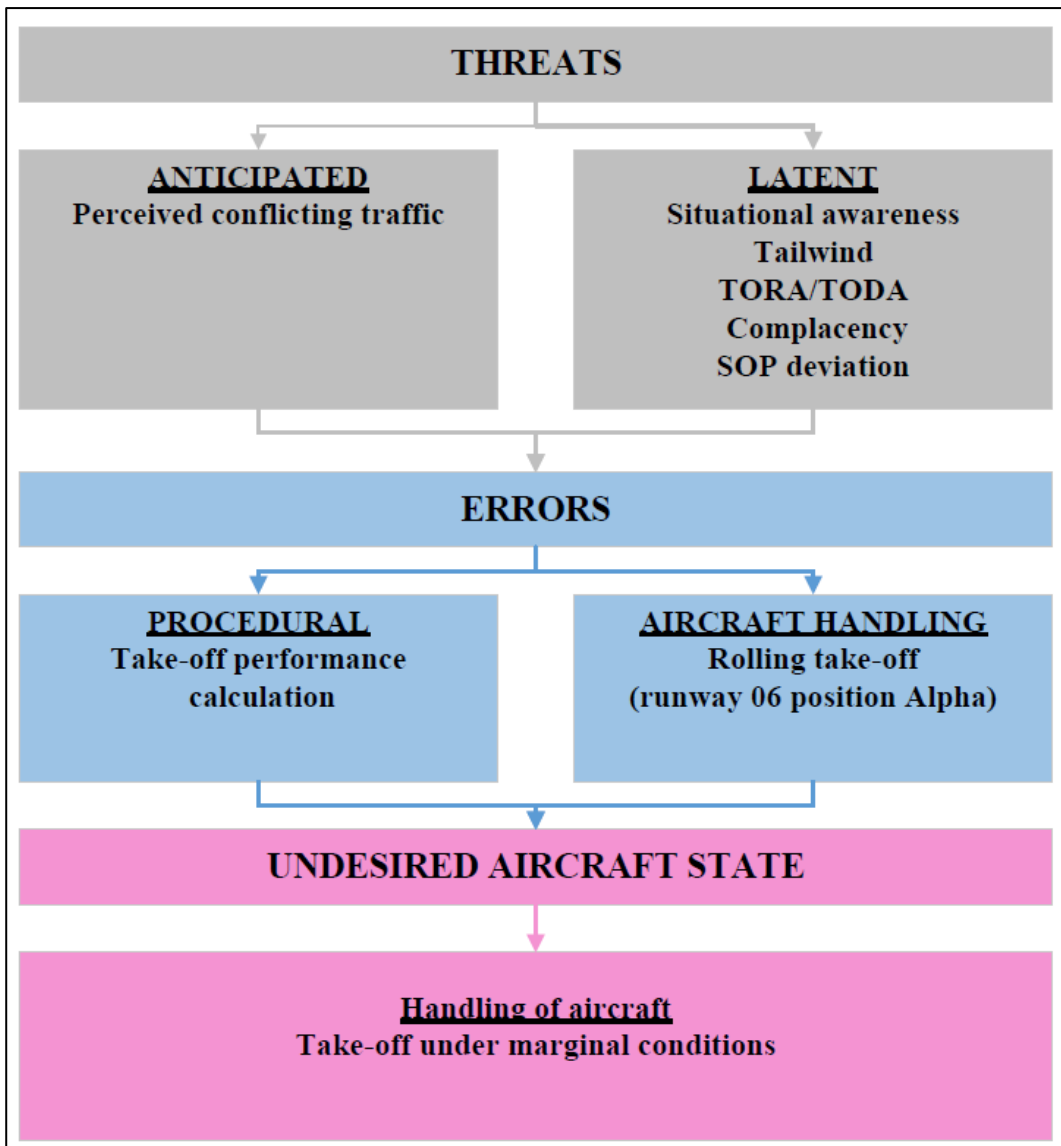 THREATS
ANTICIPATED
Perceived conflicting traffic
LATENT
Situational awareness
Tailwind
TORA/TODA
Complacency
SOP deviation
ERRORS
PROCEDURAL
Take-off performance
calculation
AIRCRAFT HANDLING
Rolling take-off
(runway 06 position Alpha)
UNDESIRED AIRCRAFT STATE
Handling of aircraft
Take-off under marginal conditions